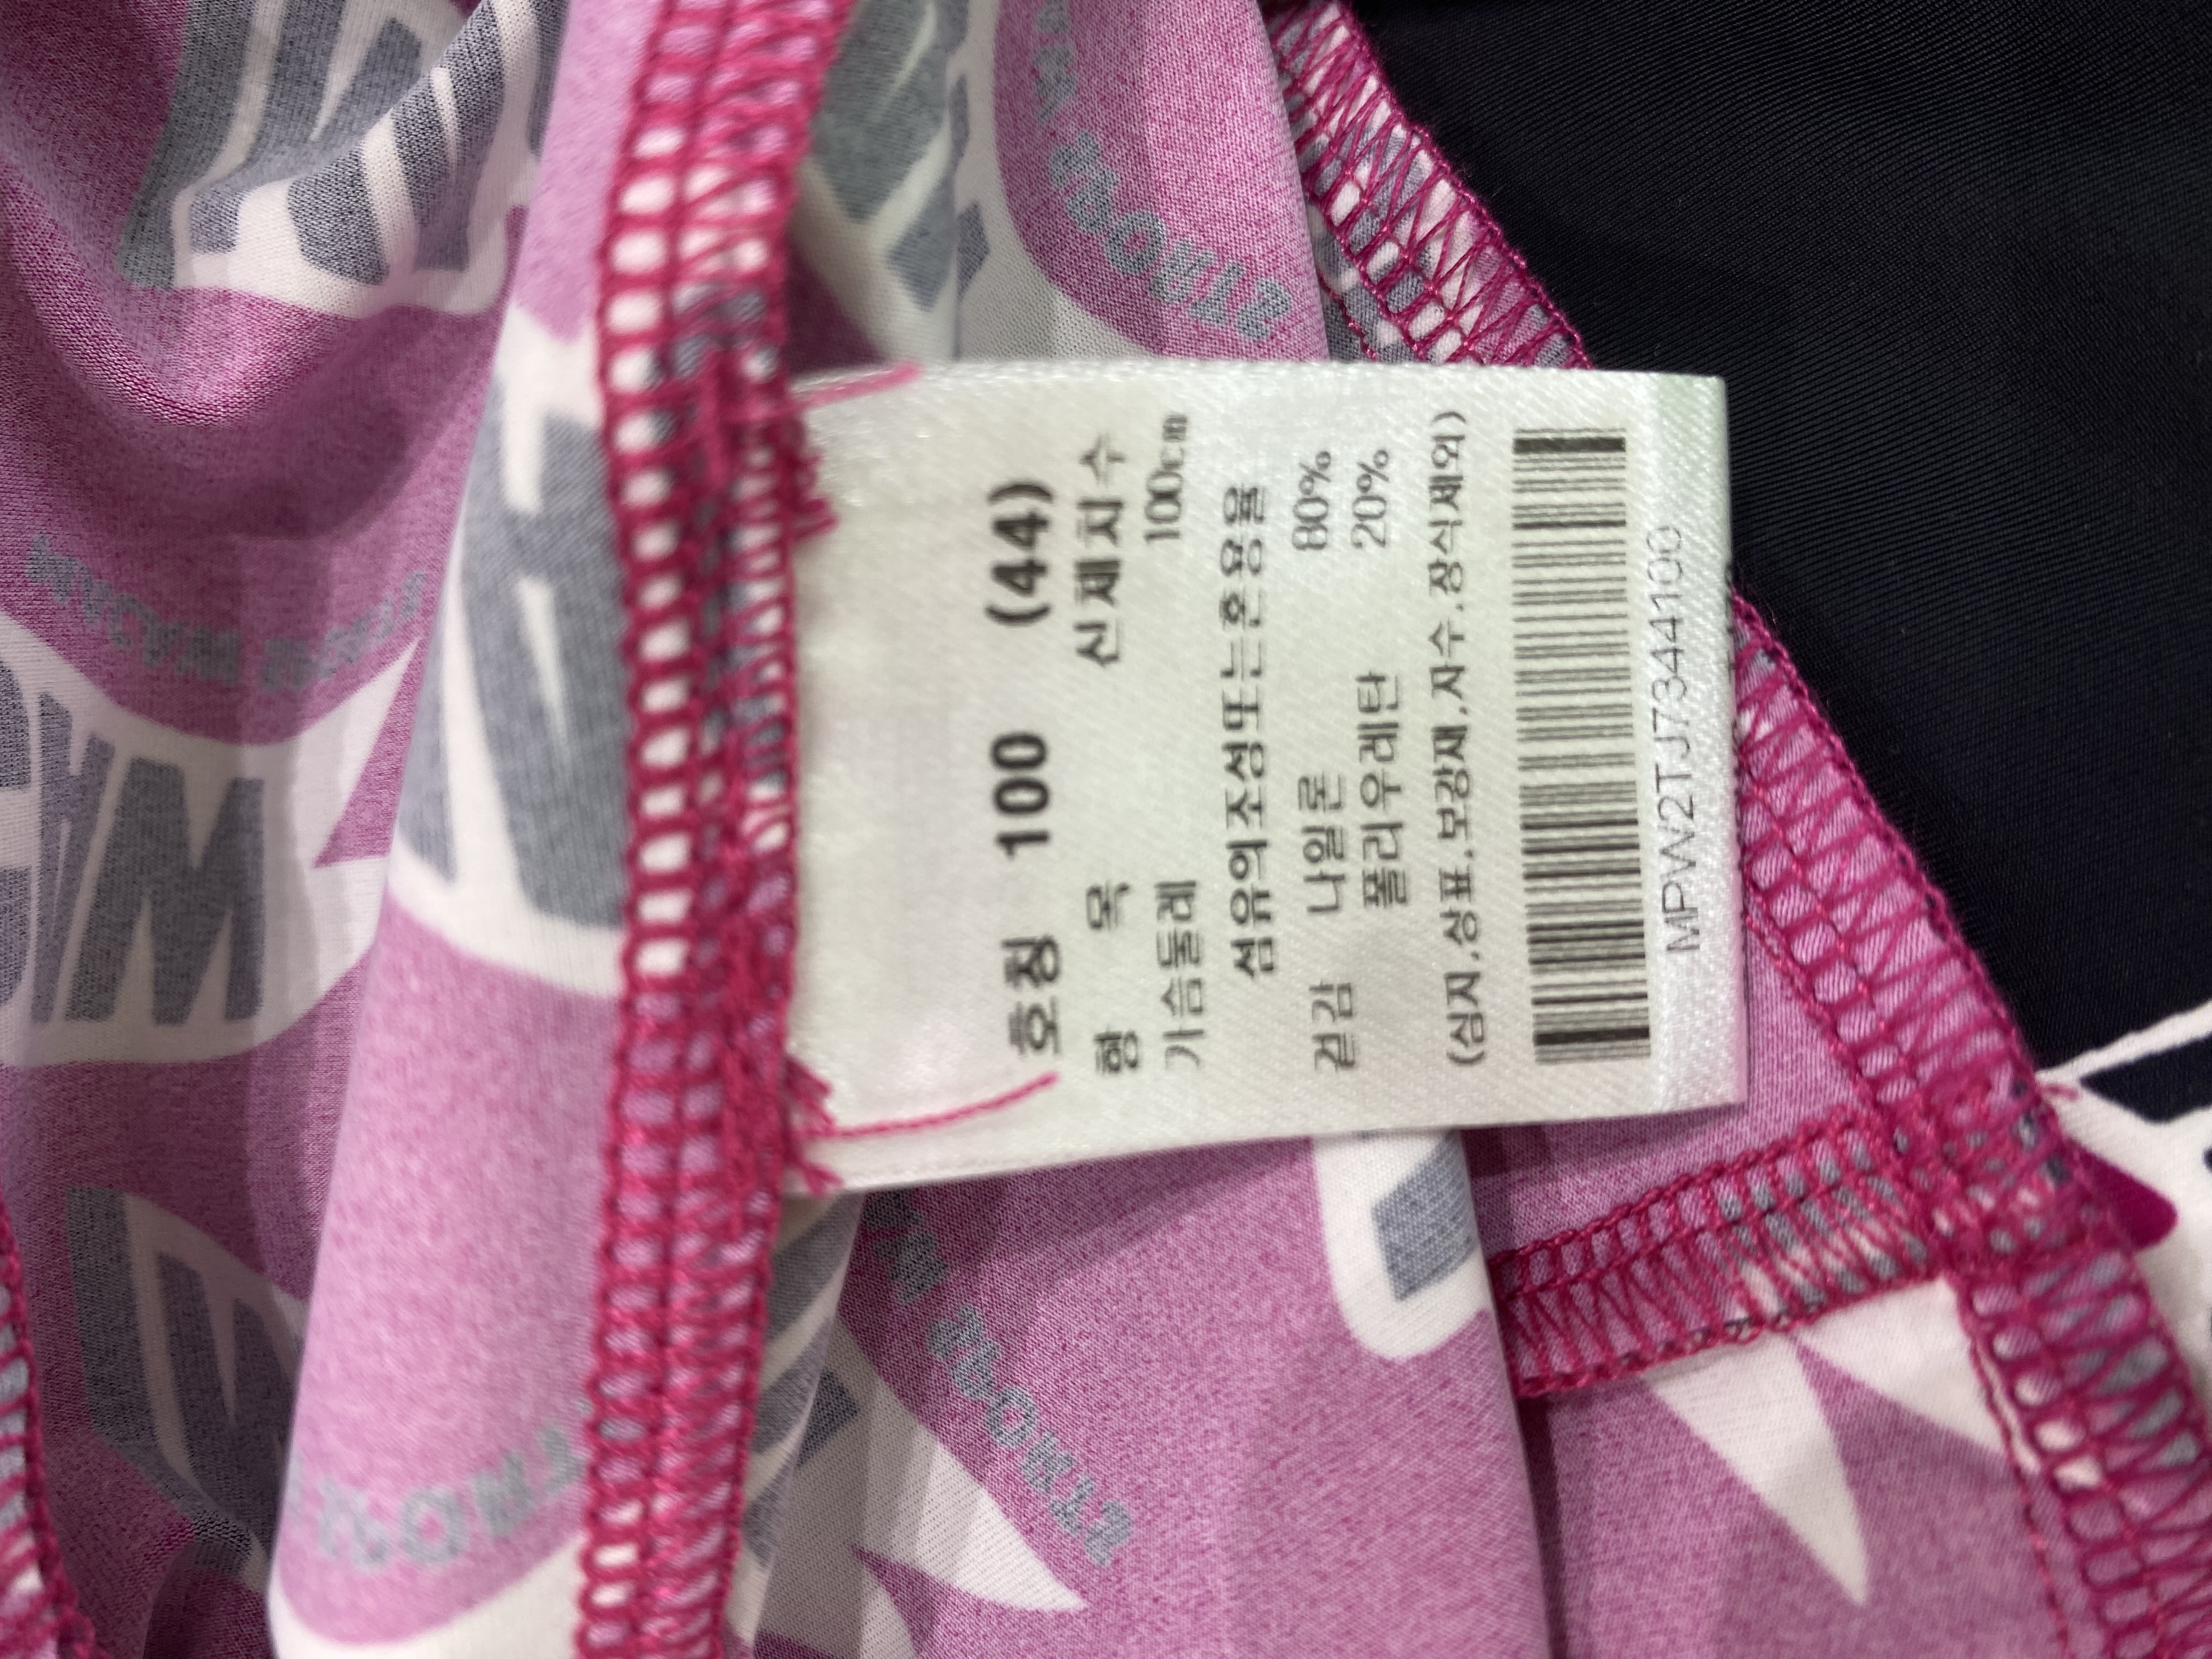 호칭 100 (44)
항 목 신체치수
가슴둘레 100cm
섬유의조성또는혼용율
겉감 나일론 80%
폴리우레탄 20%
(심지,상표,보강재,자수,장식제외)
MPW2TJ7344100